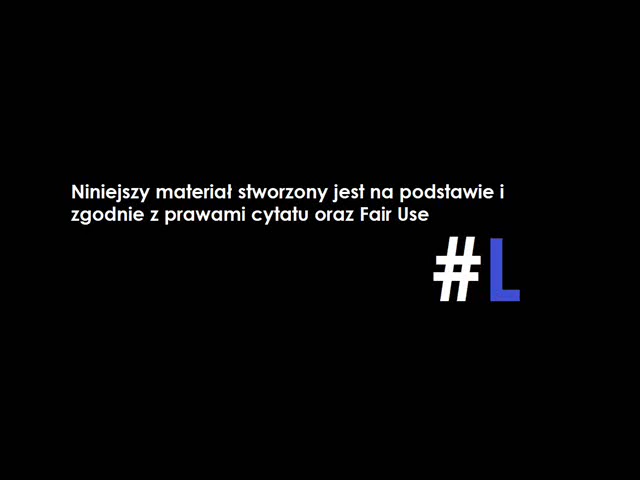 Niniejszy materiał stworzony jest na podstawie i
zgodnie z prawami cytatu oraz Fair Use
#L